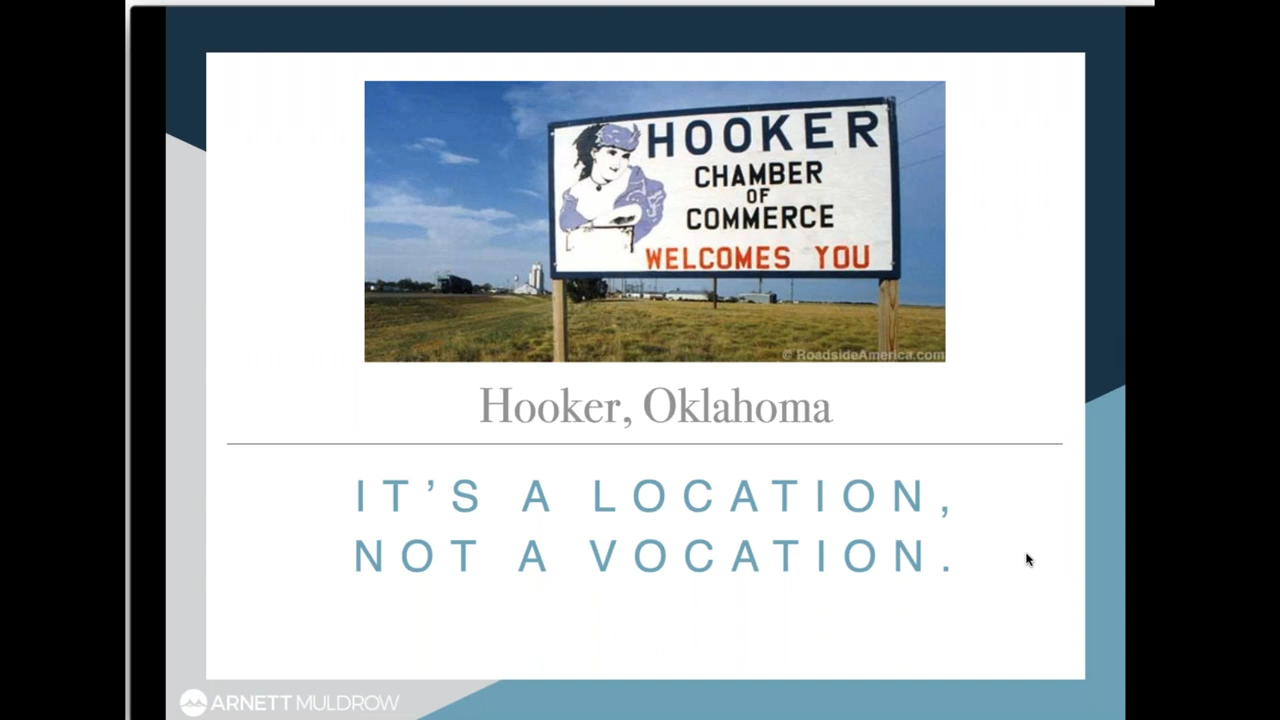 HOOKER
CHAMBER
OF
COMMERCE
WELCOMES YOU
© RoadsideAmerica.com
Hooker, Oklahoma
IT’S A LOCATION,
NOT A VOCATION.
ARNETT MULDROW